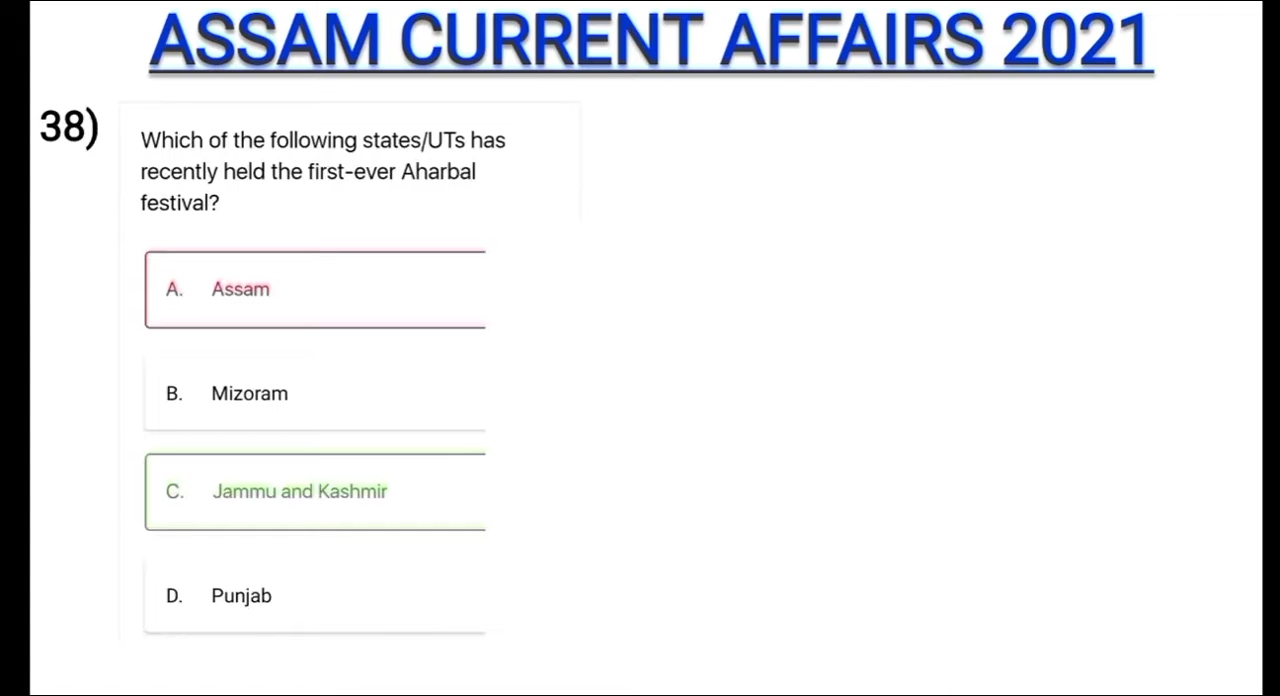 ASSAM CURRENT AFFAIRS 2021
38)
Which of the following states/UTs has
recently held the first-ever Aharbal
festival?
A. Assam
B. Mizoram
C. Jammu and Kashmir
D. Punjab